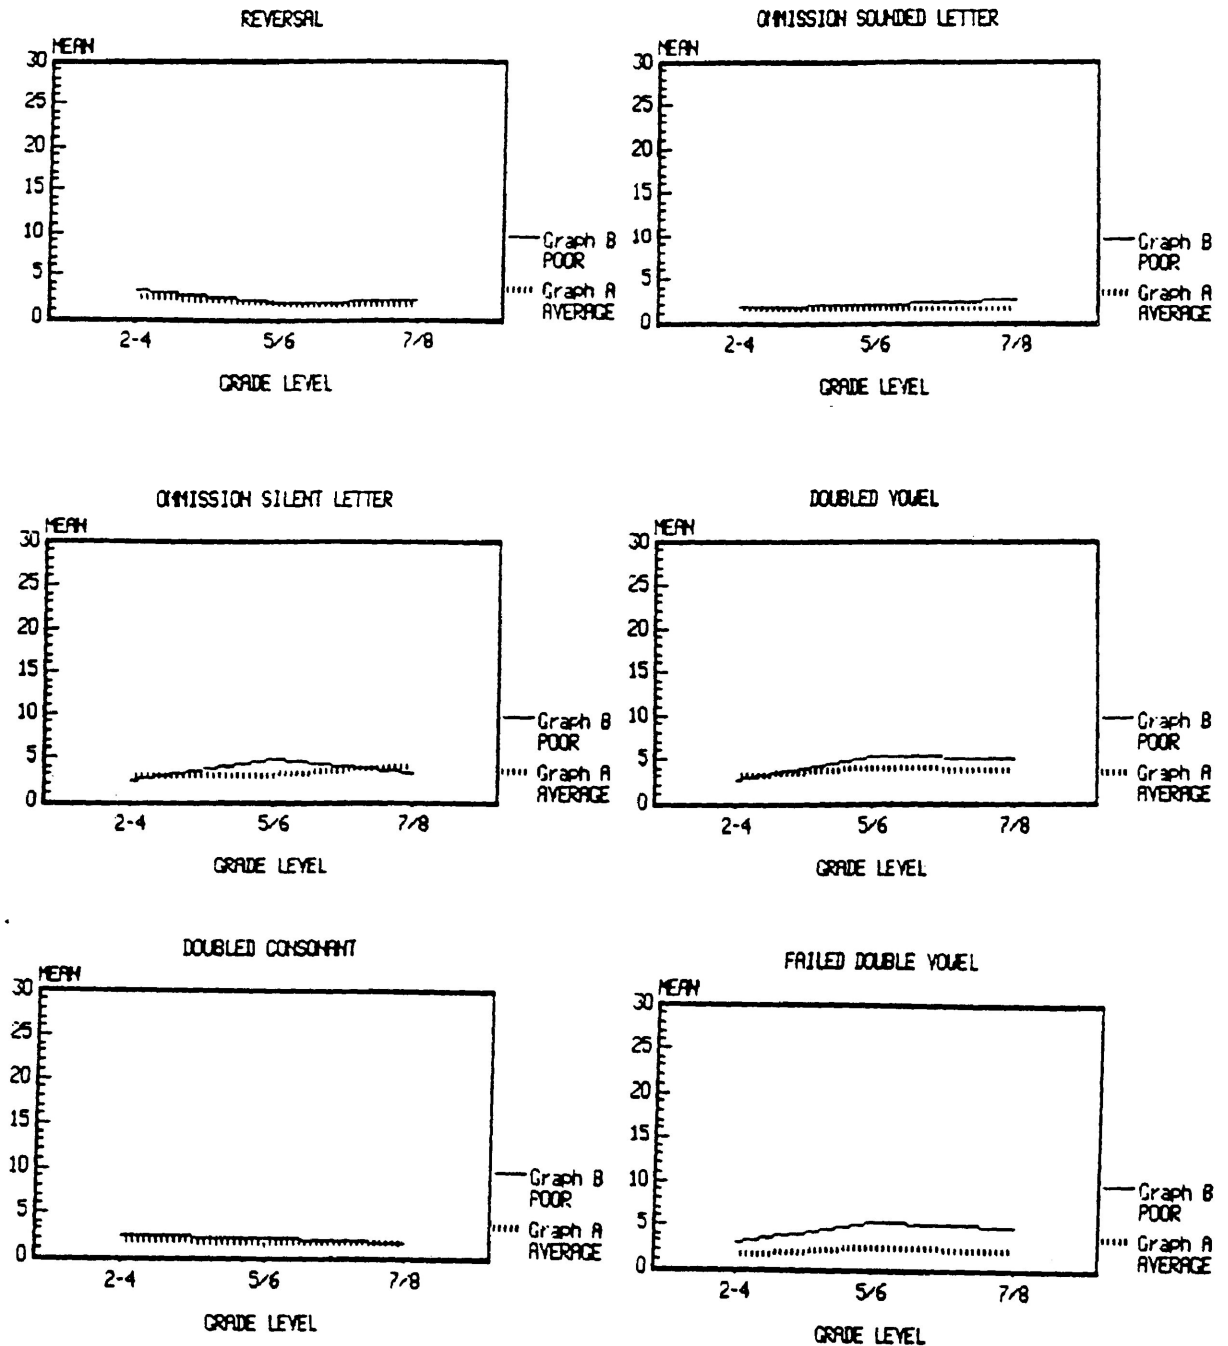 REVERSAL
MEAN
30
25
20
15
10
5
0
2-4 5/6 7/8
GRADE LEVEL
Graph B
POOR
Graph A
AVERAGE
OMMISSION SOUNDED LETTER
MEAN
30
25
20
15
10
5
0
2-4 5/6 7/8
GRADE LEVEL
Graph B
POOR
Graph A
AVERAGE
OMMISSION SILENT LETTER
MEAN
30
25
20
15
10
5
0
2-4 5/6 7/8
GRADE LEVEL
Graph B
POOR
Graph A
AVERAGE
DOUBLED VOWEL
MEAN
30
25
20
15
10
5
0
2-4 5/6 7/8
GRADE LEVEL
Graph B
POOR
Graph A
AVERAGE
DOUBLED CONSONANT
MEAN
30
25
20
15
10
5
0
2-4 5/6 7/8
GRADE LEVEL
Graph B
POOR
Graph A
AVERAGE
FAILED DOUBLE VOWEL
MEAN
30
25
20
15
10
5
0
2-4 5/6 7/8
GRADE LEVEL
Graph B
POOR
Graph A
AVERAGE